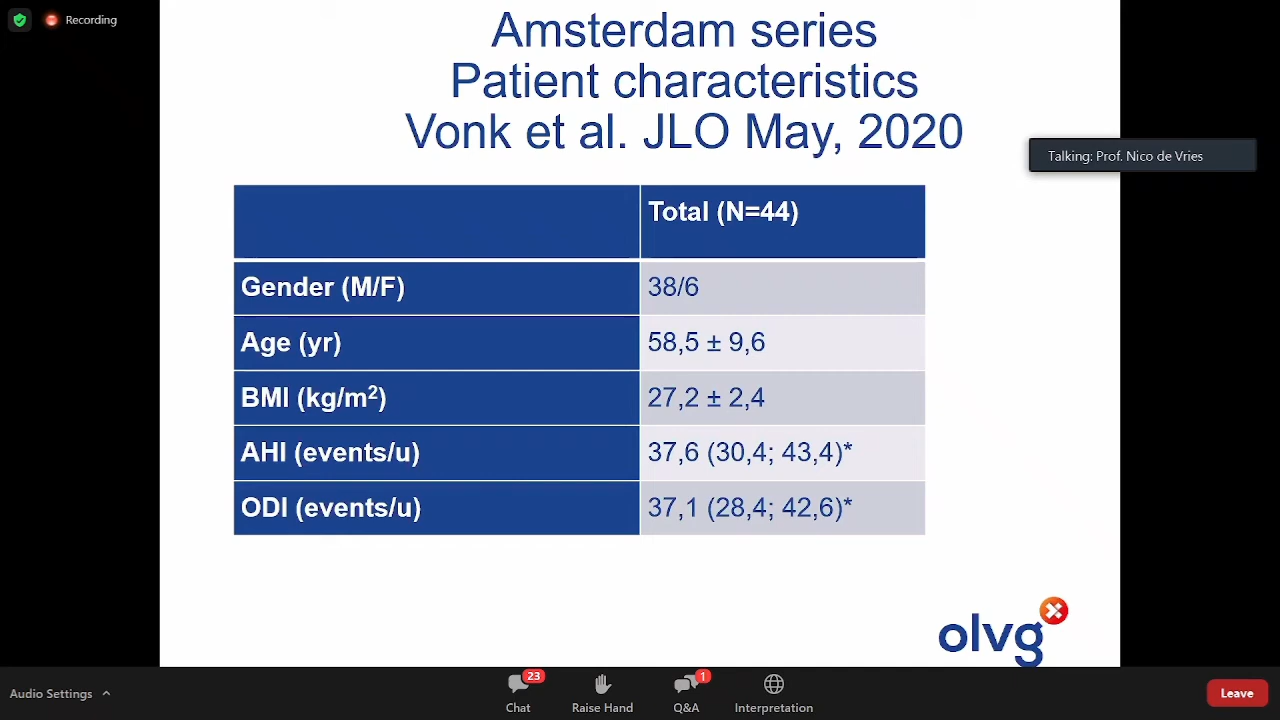 Recording
Amsterdam series
Patient characteristics
Vonk et al. JLO May, 2020
Talking: Prof. Nico de Vries
Total (N=44)
Gender (M/F) 38/6
Age (yr) 58,5 ± 9,6
BMI (kg/m²) 27,2 ± 2,4
AHI (events/u) 37,6 (30,4; 43,4)*
ODI (events/u) 37,1 (28,4; 42,6)*
olvg
Audio Settings
23
Chat
Raise Hand
1
Q&A
Interpretation
Leave